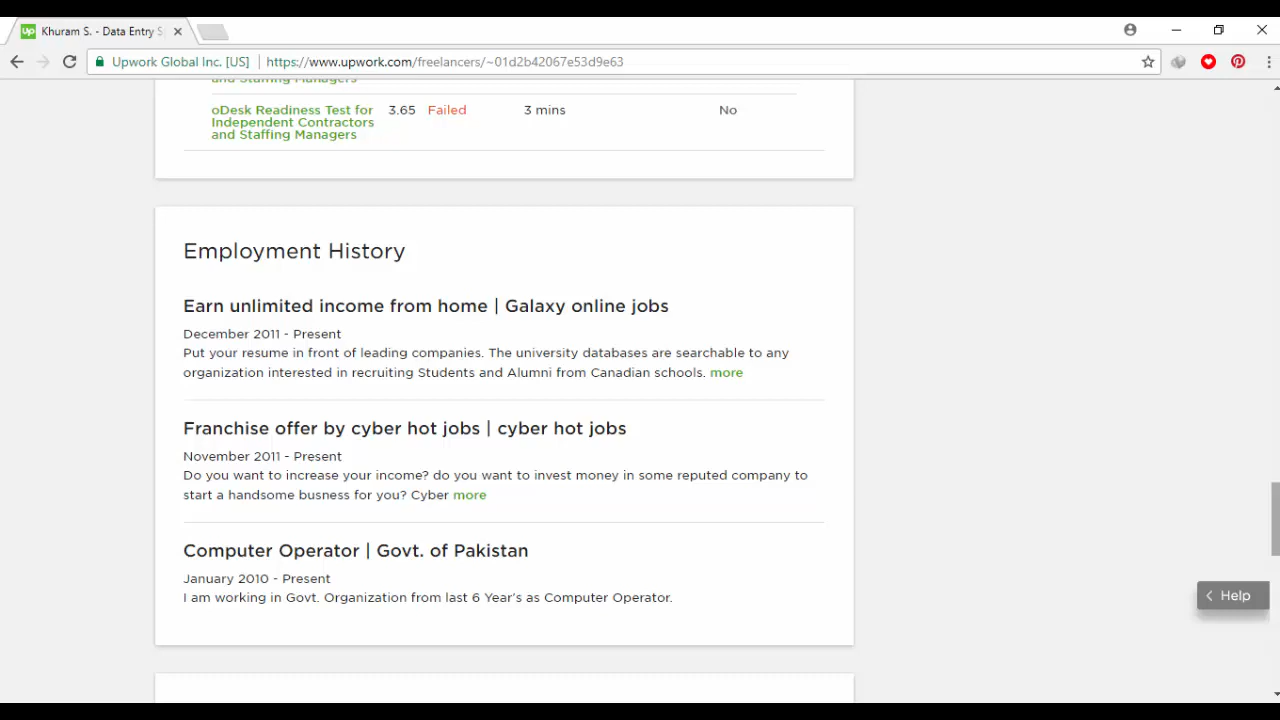 Khuram S. - Data Entry S
Upwork Global Inc. [US] https://www.upwork.com/freelancers/~01d2b42067e53d9e63
and Staffing Managers
oDesk Readiness Test for 3.65 Failed 3 mins No
Independent Contractors
and Staffing Managers
Employment History
Earn unlimited income from home | Galaxy online jobs
December 2011 - Present
Put your resume in front of leading companies. The university databases are searchable to any
organization interested in recruiting Students and Alumni from Canadian schools. more
Franchise offer by cyber hot jobs | cyber hot jobs
November 2011 - Present
Do you want to increase your income? do you want to invest money in some reputed company to
start a handsome busness for you? Cyber more
Computer Operator | Govt. of Pakistan
January 2010 - Present
I am working in Govt. Organization from last 6 Year's as Computer Operator.
Help